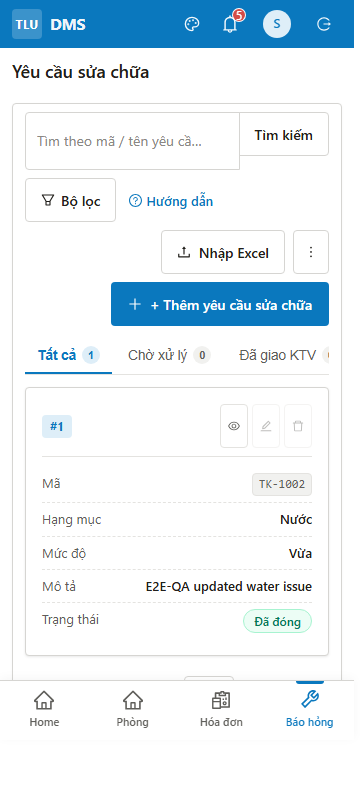 TLU DMS 5 S
Yêu cầu sửa chữa
Tìm theo mã / tên yêu cầ... Tìm kiếm
Bộ lọc Hướng dẫn
Nhập Excel
+ Thêm yêu cầu sửa chữa
Tất cả 1 Chờ xử lý 0 Đã giao KTV
#1
Mã TK-1002
Hạng mục Nước
Mức độ Vừa
Mô tả E2E-QA updated water issue
Trạng thái Đã đóng
Home Phòng Hóa đơn Báo hỏng